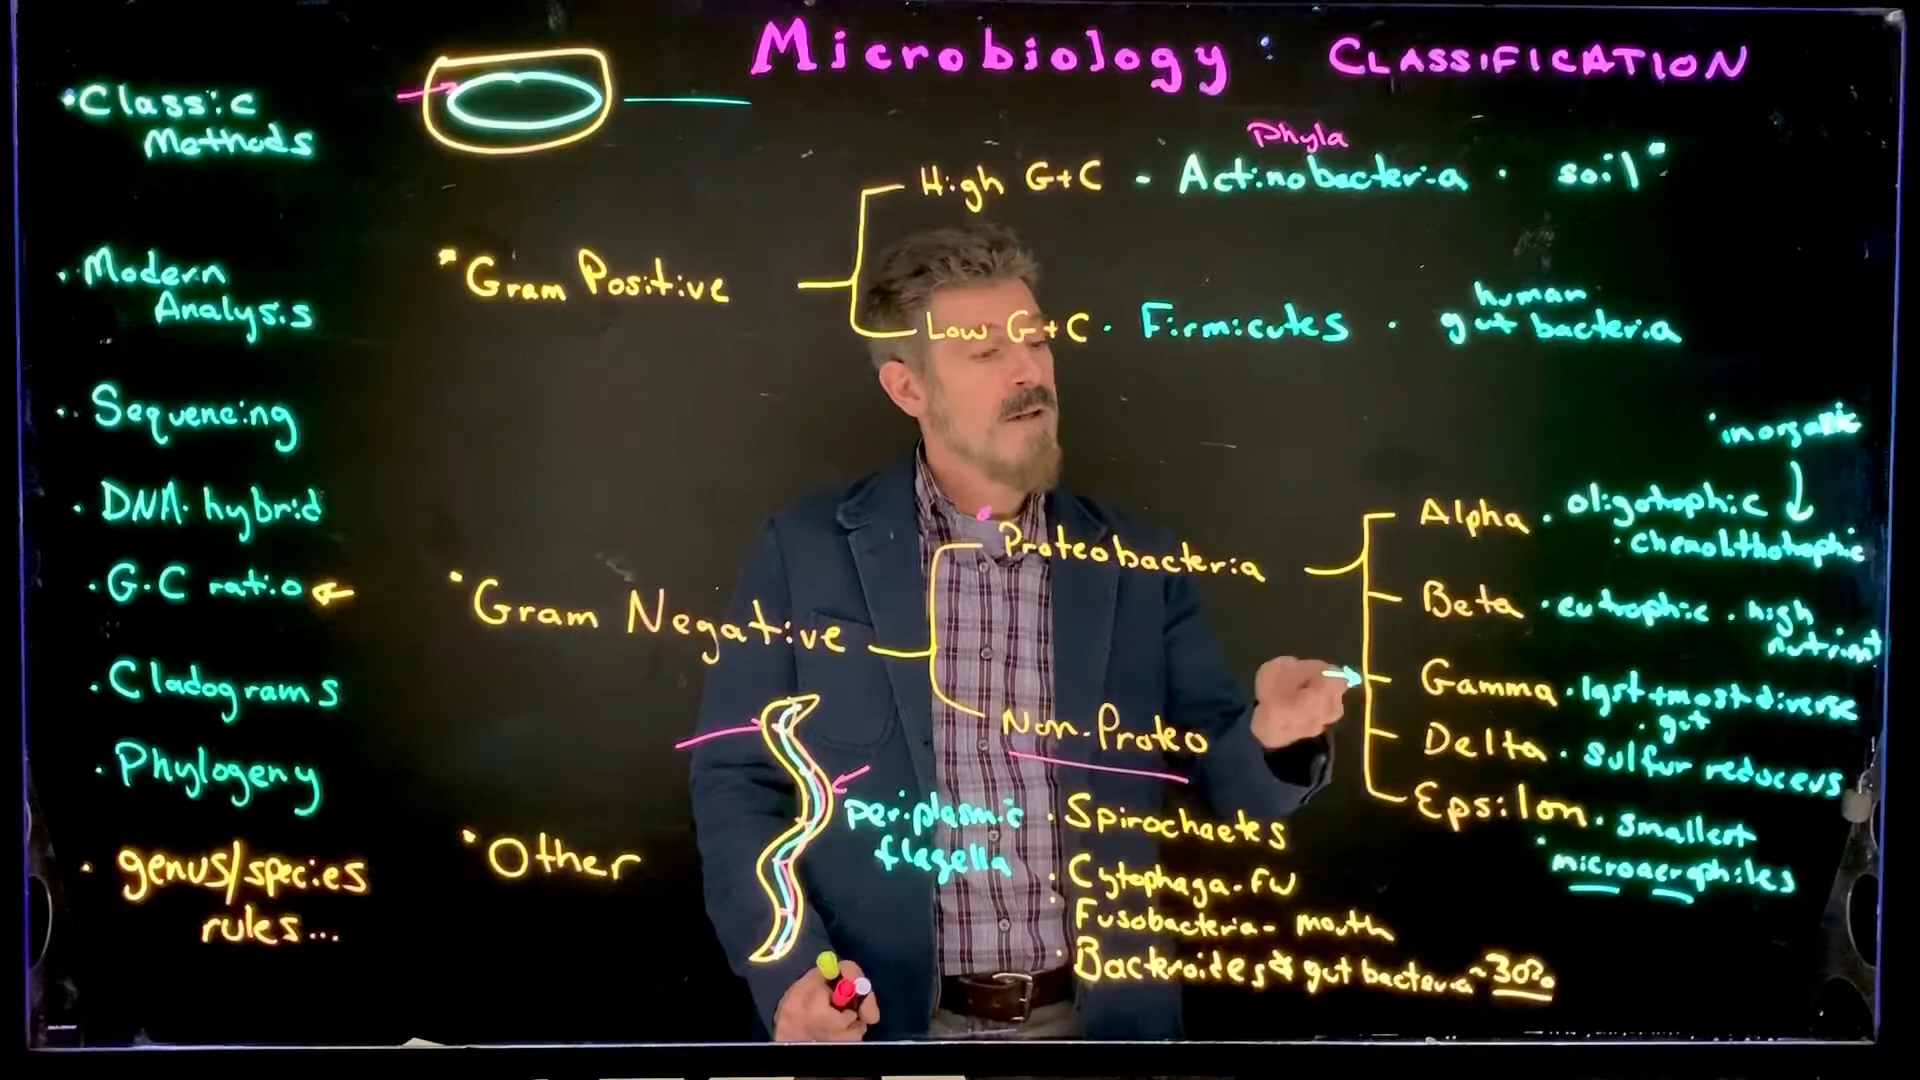 Microbiology : CLASSIFICATION
• Classic
Methods
• Modern
Analysis
• Sequencing
• DNA-hybrid
• G-C ratio
• Cladograms
• Phylogeny
• genus/species
rules...
Phyla
High G+C - Actinobacteria • soil
• Gram Positive
Low G+C • Firmicutes •
human
gut bacteria
• Gram Negative
Proteobacteria
• inorganic
Alpha • oligotrophic
• chemolithotrophic
Beta • eutrophic • high
nutrient
Gamma • lgst + most diverse
• gut
Delta • sulfur reducers
Epsilon • smallest
• microaerophiles
Non-Proteo
periplasmic
flagella
• Spirochaetes
• Cytophaga-FW
• Fusobacteria - mouth
• Bacteroides * gut bacteria ~30%
• Other